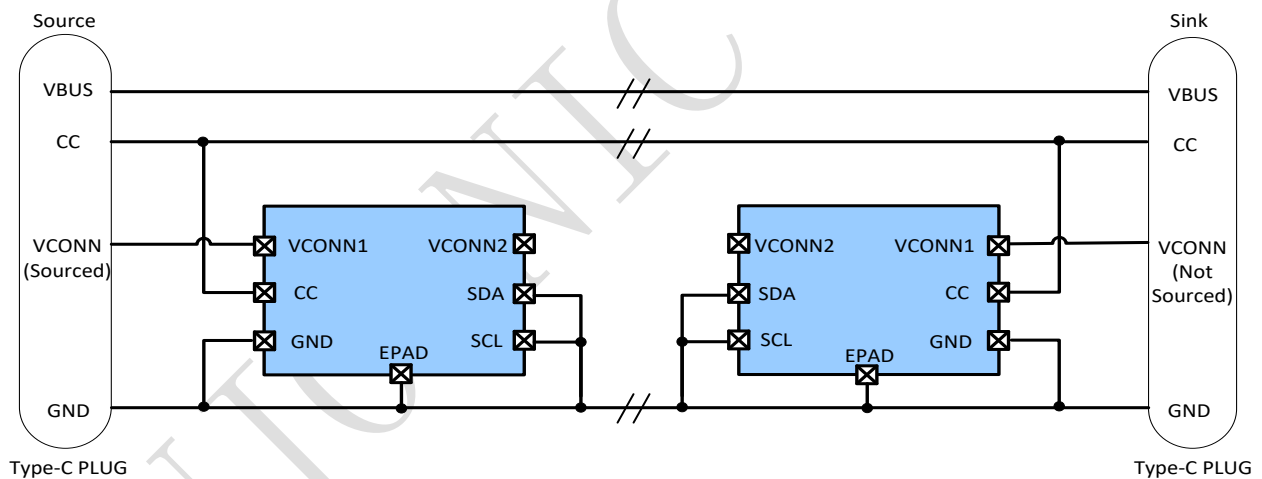 Source
Sink
VBUS
VBUS
CC
CC
VCONN1
VCONN2
VCONN2
VCONN1
VCONN
(Sourced)
VCONN
(Not
Sourced)
CC
SDA
SDA
CC
GND
SCL
SCL
GND
EPAD
EPAD
GND
GND
Type-C PLUG
Type-C PLUG